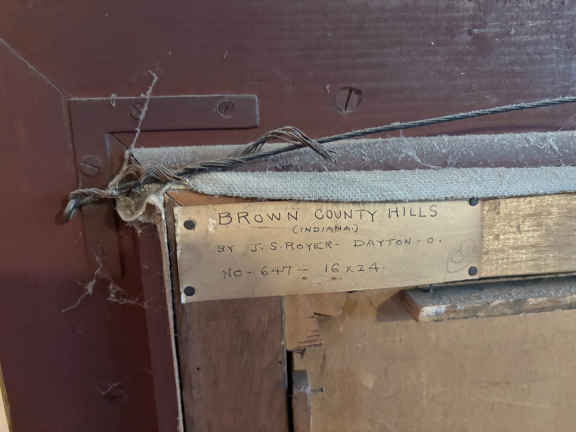 BROWN COUNTY HILLS
(INDIANA.)
BY J. S. ROYER - DAYTON - O.
NO - 647 - 16 x 24.